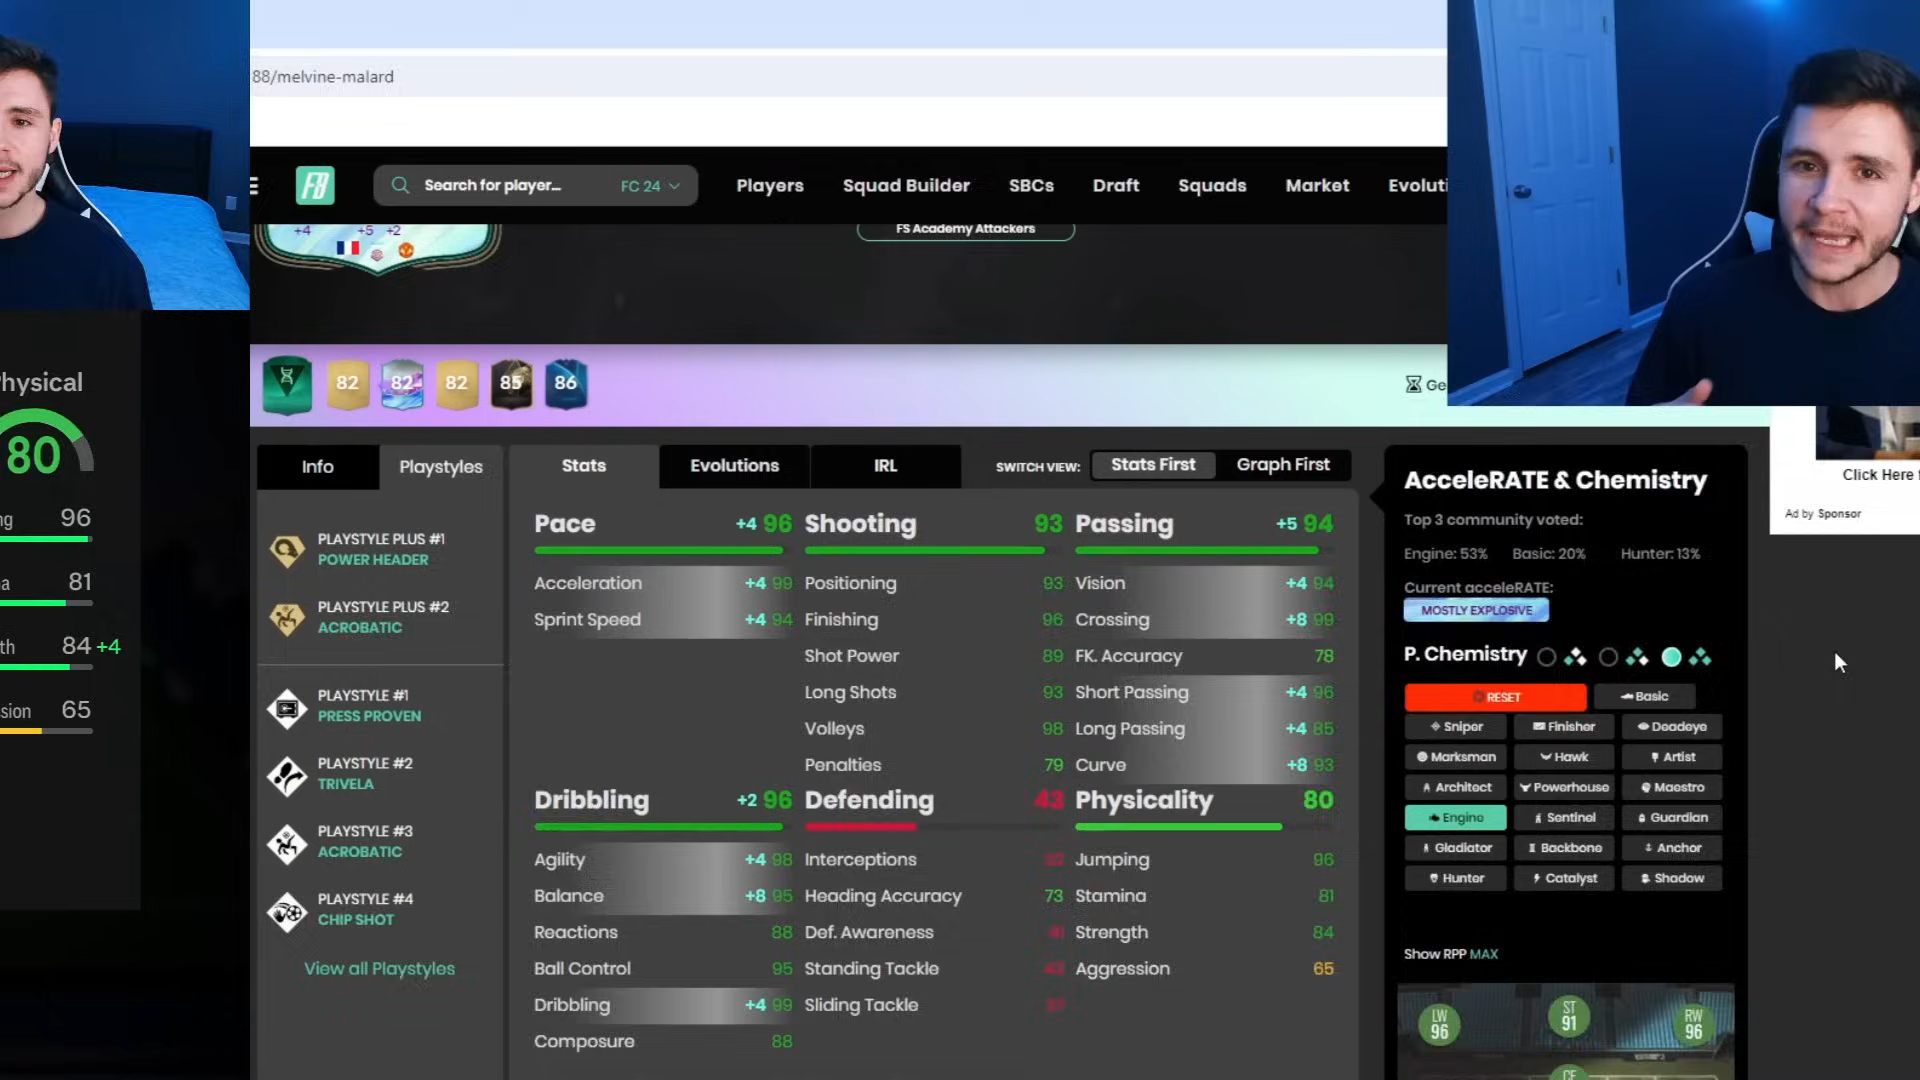 88/melvine-malard
Search for player...
FC 24
Players
Squad Builder
SBCs
Draft
Squads
Market
Evoluti
+4 +5 +2
FS Academy Attackers
82
82
82
85
86
Ge
Physical
80
ng 96
na 81
th 84 +4
sion 65
Info
Playstyles
PLAYSTYLE PLUS #1
POWER HEADER
PLAYSTYLE PLUS #2
ACROBATIC
PLAYSTYLE #1
PRESS PROVEN
PLAYSTYLE #2
TRIVELA
PLAYSTYLE #3
ACROBATIC
PLAYSTYLE #4
CHIP SHOT
View all Playstyles
Stats
Evolutions
IRL
SWITCH VIEW:
Stats First
Graph First
Pace +4 96
Acceleration +4 99
Sprint Speed +4 94
Shooting 93
Positioning 93
Finishing 96
Shot Power 89
Long Shots 93
Volleys 98
Penalties 79
Passing +5 94
Vision +4 94
Crossing +8 99
FK. Accuracy 78
Short Passing +4 96
Long Passing +4 85
Curve +8 93
Dribbling +2 96
Agility +4 98
Balance +8 95
Reactions 88
Ball Control 95
Dribbling +4 99
Composure 88
Defending 43
Interceptions
Heading Accuracy 73
Def. Awareness
Standing Tackle
Sliding Tackle
Physicality 80
Jumping 96
Stamina 81
Strength 84
Aggression 65
AcceleRATE & Chemistry
Top 3 community voted:
Engine: 53% Basic: 20% Hunter: 13%
Current acceleRATE:
MOSTLY EXPLOSIVE
P. Chemistry
RESET
Basic
Sniper
Finisher
Deadeye
Marksman
Hawk
Artist
Architect
Powerhouse
Maestro
Engine
Sentinel
Guardian
Gladiator
Backbone
Anchor
Hunter
Catalyst
Shadow
Show RPP MAX
LW
96
ST
91
RW
96
CF
Click Here f
Ad by Sponsor